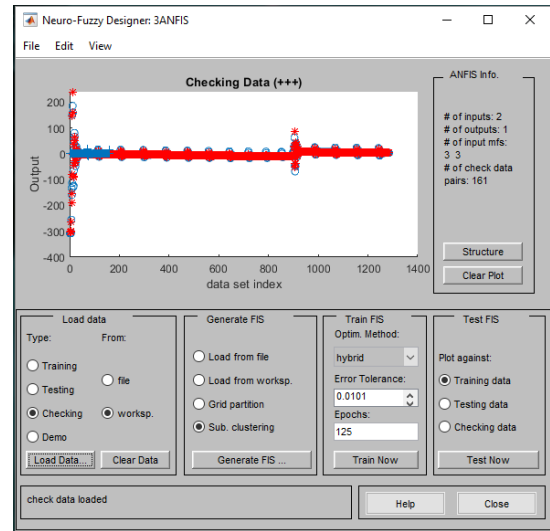 Neuro-Fuzzy Designer: 3ANFIS
File Edit View
Checking Data (+++)
200
100
0
-100
-200
-300
-400
Output
0 200 400 600 800 1000 1200 1400
data set index
ANFIS Info.
# of inputs: 2
# of outputs: 1
# of input mfs:
3 3
# of check data
pairs: 161
Structure
Clear Plot
Load data
Type: From:
Training
Testing
Checking
Demo
file
worksp.
Load Data... Clear Data
Generate FIS
Load from file
Load from worksp.
Grid partition
Sub. clustering
Generate FIS ...
Train FIS
Optim. Method:
hybrid
Error Tolerance:
0.0101
Epochs:
125
Train Now
Test FIS
Plot against:
Training data
Testing data
Checking data
Test Now
check data loaded
Help Close